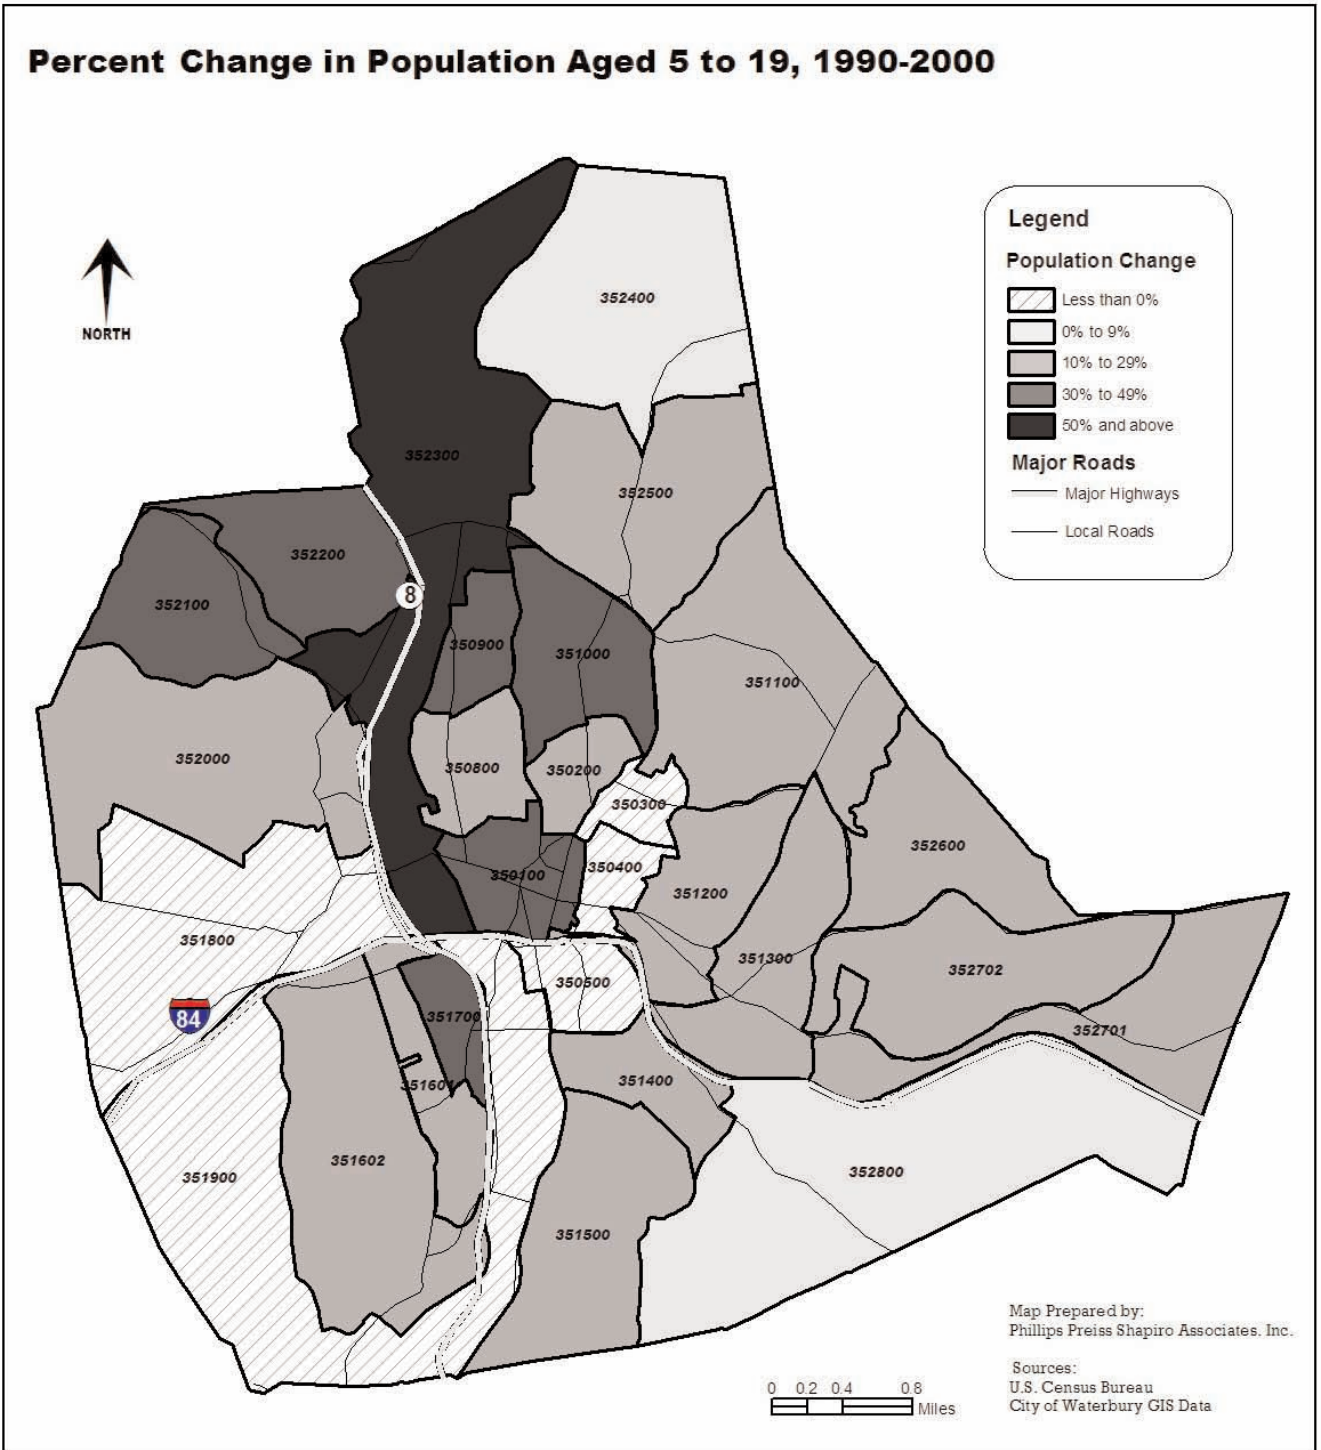 Percent Change in Population Aged 5 to 19, 1990-2000
NORTH
Legend
Population Change
Less than 0%
0% to 9%
10% to 29%
30% to 49%
50% and above
Major Roads
Major Highways
Local Roads
352400
352300
352500
352200
352100
8
350900
351000
351100
352000
350800
350200
350300
352600
350400
350100
351200
351800
351300
352702
350500
84
351700
352701
351400
351601
351602
352800
351900
351500
Map Prepared by:
Phillips Preiss Shapiro Associates. Inc.
Sources:
U.S. Census Bureau
City of Waterbury GIS Data
0 0.2 0.4 0.8
Miles